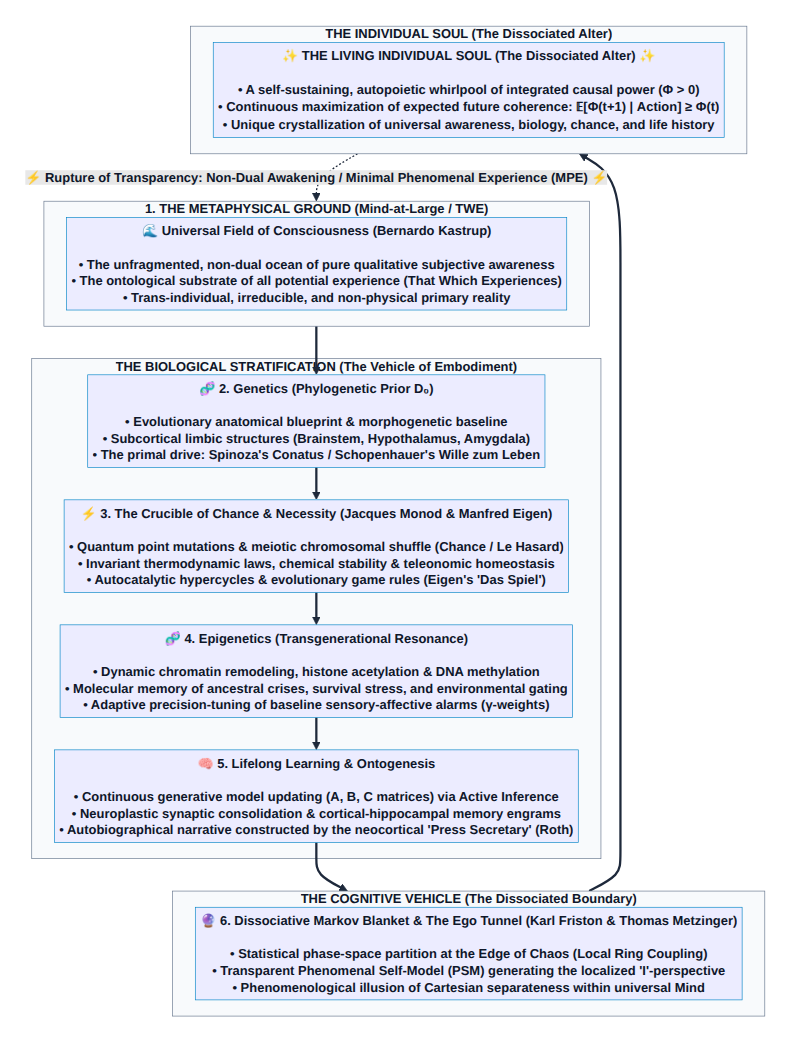 THE INDIVIDUAL SOUL (The Dissociated Alter)
✨ THE LIVING INDIVIDUAL SOUL (The Dissociated Alter) ✨
• A self-sustaining, autopoietic whirlpool of integrated causal power (Φ > 0)
• Continuous maximization of expected future coherence: 𝔼[Φ(t+1) | Action] ≥ Φ(t)
• Unique crystallization of universal awareness, biology, chance, and life history
⚡ Rupture of Transparency: Non-Dual Awakening / Minimal Phenomenal Experience (MPE) ⚡
1. THE METAPHYSICAL GROUND (Mind-at-Large / TWE)
🌊 Universal Field of Consciousness (Bernardo Kastrup)
• The unfragmented, non-dual ocean of pure qualitative subjective awareness
• The ontological substrate of all potential experience (That Which Experiences)
• Trans-individual, irreducible, and non-physical primary reality
THE BIOLOGICAL STRATIFICATION (The Vehicle of Embodiment)
🧬 2. Genetics (Phylogenetic Prior D₀)
• Evolutionary anatomical blueprint & morphogenetic baseline
• Subcortical limbic structures (Brainstem, Hypothalamus, Amygdala)
• The primal drive: Spinoza's Conatus / Schopenhauer's Wille zum Leben
⚡ 3. The Crucible of Chance & Necessity (Jacques Monod & Manfred Eigen)
• Quantum point mutations & meiotic chromosomal shuffle (Chance / Le Hasard)
• Invariant thermodynamic laws, chemical stability & teleonomic homeostasis
• Autocatalytic hypercycles & evolutionary game rules (Eigen's 'Das Spiel')
🧬 4. Epigenetics (Transgenerational Resonance)
• Dynamic chromatin remodeling, histone acetylation & DNA methylation
• Molecular memory of ancestral crises, survival stress, and environmental gating
• Adaptive precision-tuning of baseline sensory-affective alarms (γ-weights)
🧠 5. Lifelong Learning & Ontogenesis
• Continuous generative model updating (A, B, C matrices) via Active Inference
• Neuroplastic synaptic consolidation & cortical-hippocampal memory engrams
• Autobiographical narrative constructed by the neocortical 'Press Secretary' (Roth)
THE COGNITIVE VEHICLE (The Dissociated Boundary)
🔮 6. Dissociative Markov Blanket & The Ego Tunnel (Karl Friston & Thomas Metzinger)
• Statistical phase-space partition at the Edge of Chaos (Local Ring Coupling)
• Transparent Phenomenal Self-Model (PSM) generating the localized 'I'-perspective
• Phenomenological illusion of Cartesian separateness within universal Mind